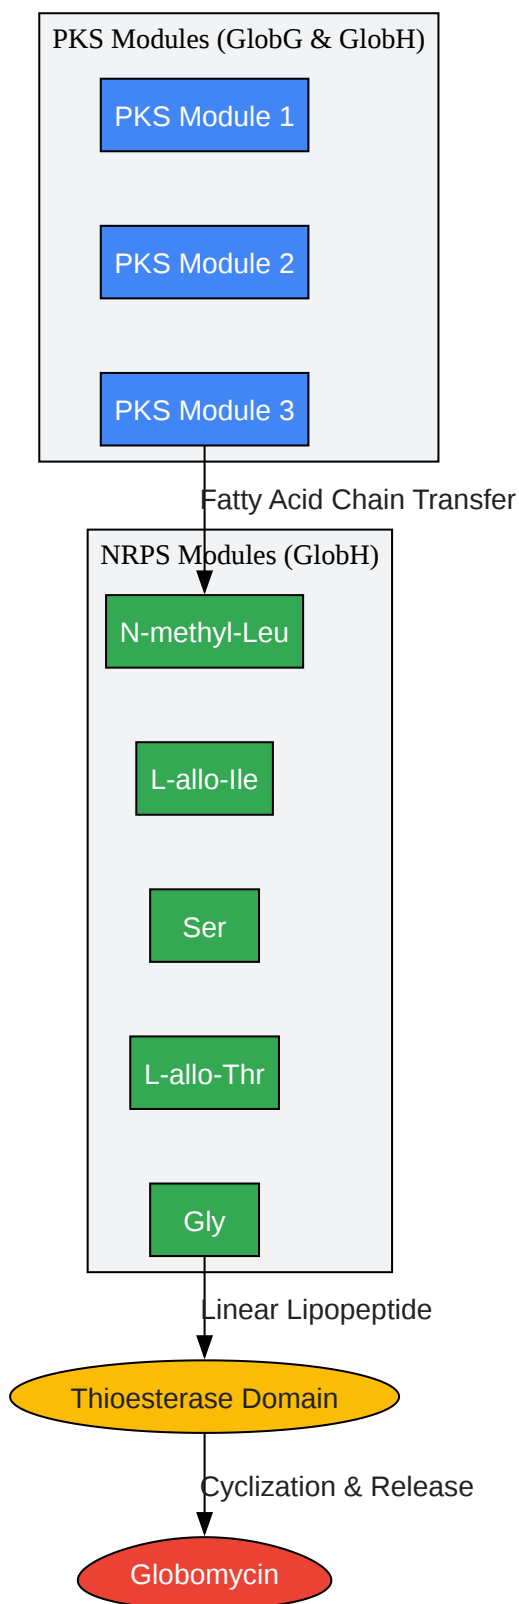 PKS Modules (GlobG & GlobH)
PKS Module 1
PKS Module 2
PKS Module 3
Fatty Acid Chain Transfer
NRPS Modules (GlobH)
N-methyl-Leu
L-allo-Ile
Ser
L-allo-Thr
Gly
Linear Lipopeptide
Thioesterase Domain
Cyclization & Release
Globomycin